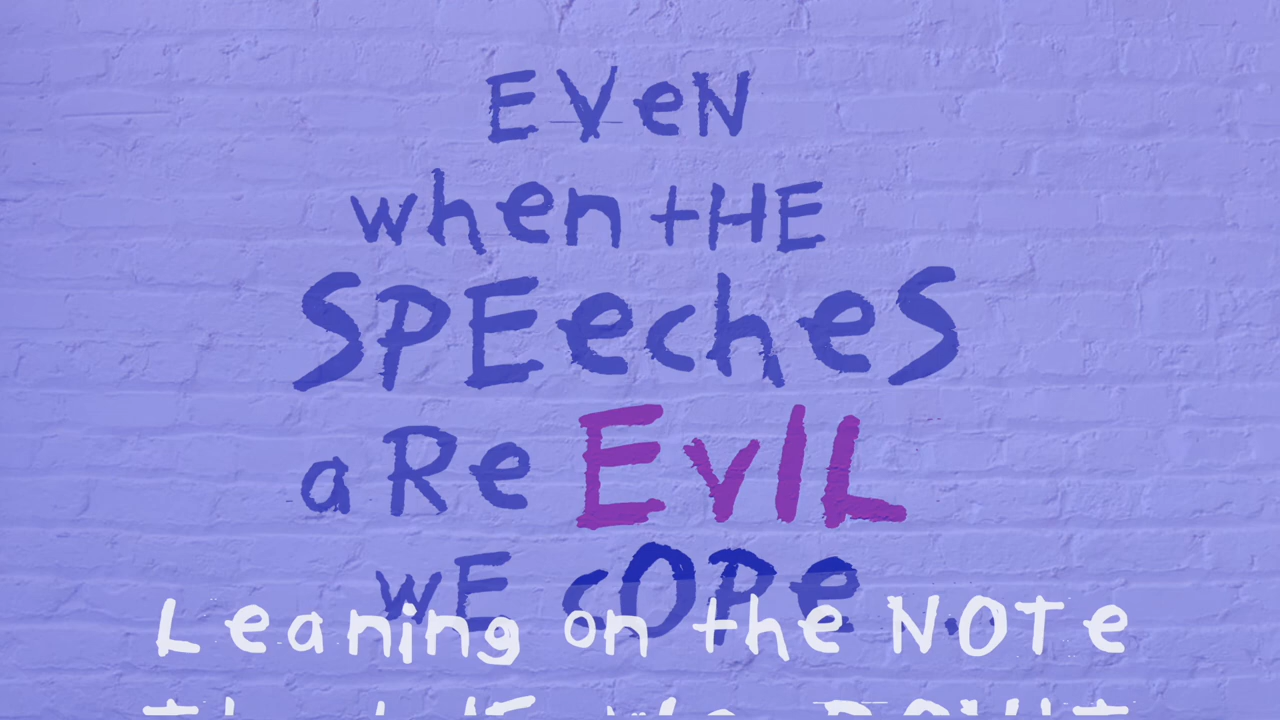 EVeN
when tHE
SPEecheS
aRe EvIL
wE cOPe..
Leaning on the NOTe